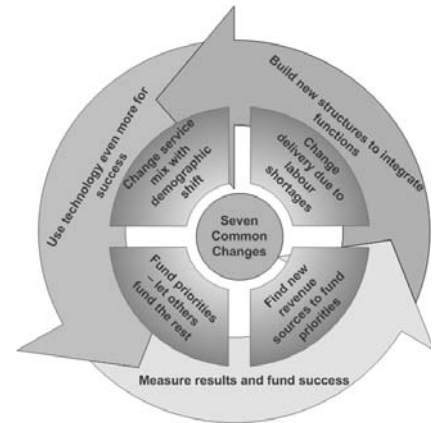 Use technology even more for
success
Build new structures to integrate
functions
Change service
mix with
demographic
shift
Change
delivery due to
labour
shortages
Seven
Common
Changes
Fund priorities
– let others
fund the rest
Find new
revenue
sources to fund
priorities
Measure results and fund success